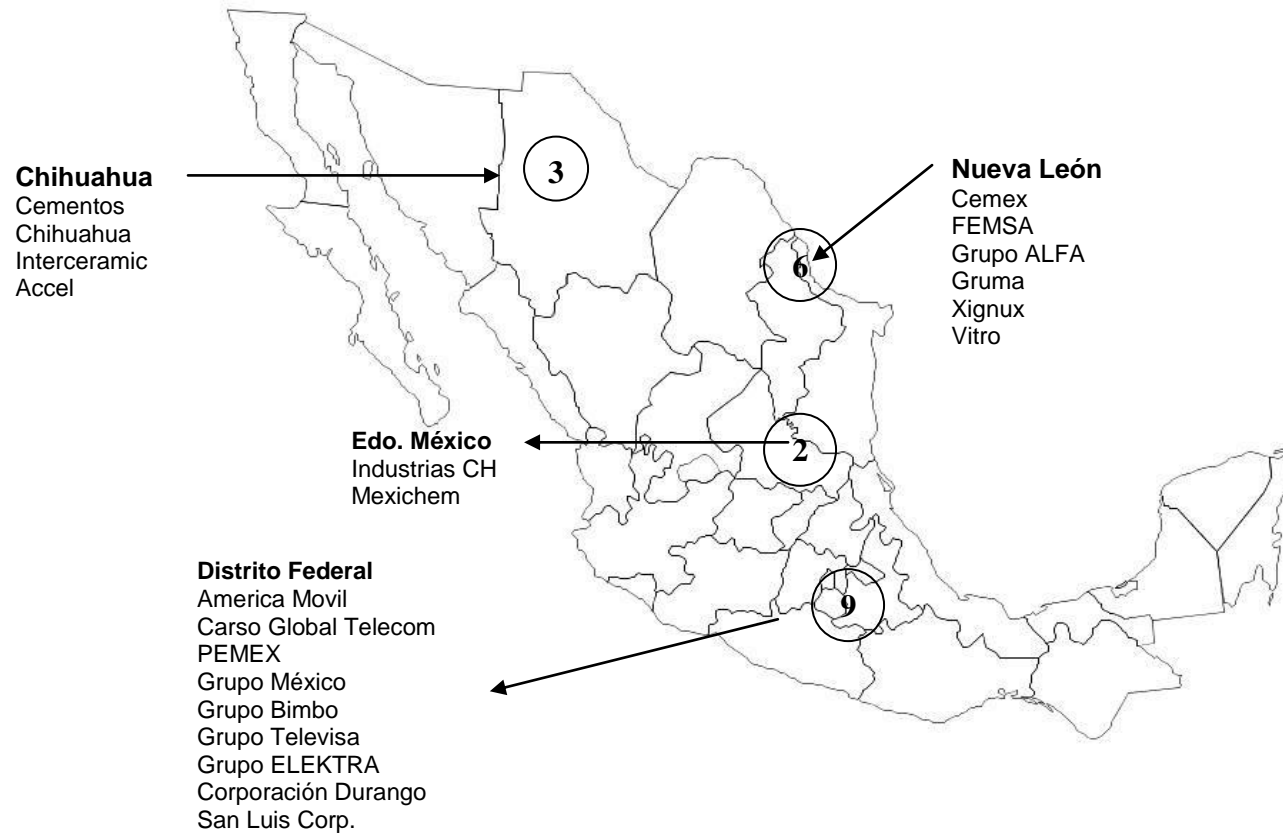 3
Chihuahua
Cementos
Chihuahua
Interceramic
Accel
Nueva León
Cemex
FEMSA
Grupo ALFA
Gruma
Xignux
Vitro
6
Edo. México
Industrias CH
Mexichem
2
Distrito Federal
America Movil
Carso Global Telecom
PEMEX
Grupo México
Grupo Bimbo
Grupo Televisa
Grupo ELEKTRA
Corporación Durango
San Luis Corp.
9